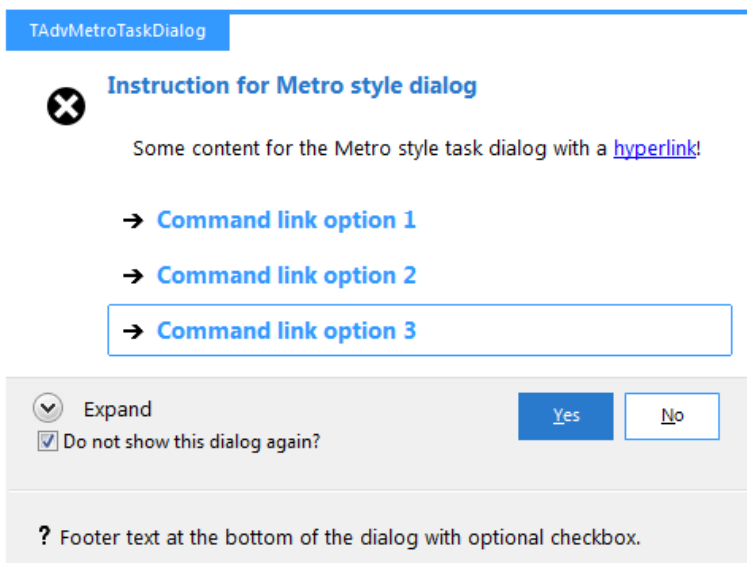 TAdvMetroTaskDialog
Instruction for Metro style dialog
Some content for the Metro style task dialog with a hyperlink!
Command link option 1
Command link option 2
Command link option 3
Expand
Yes
No
Do not show this dialog again?
? Footer text at the bottom of the dialog with optional checkbox.